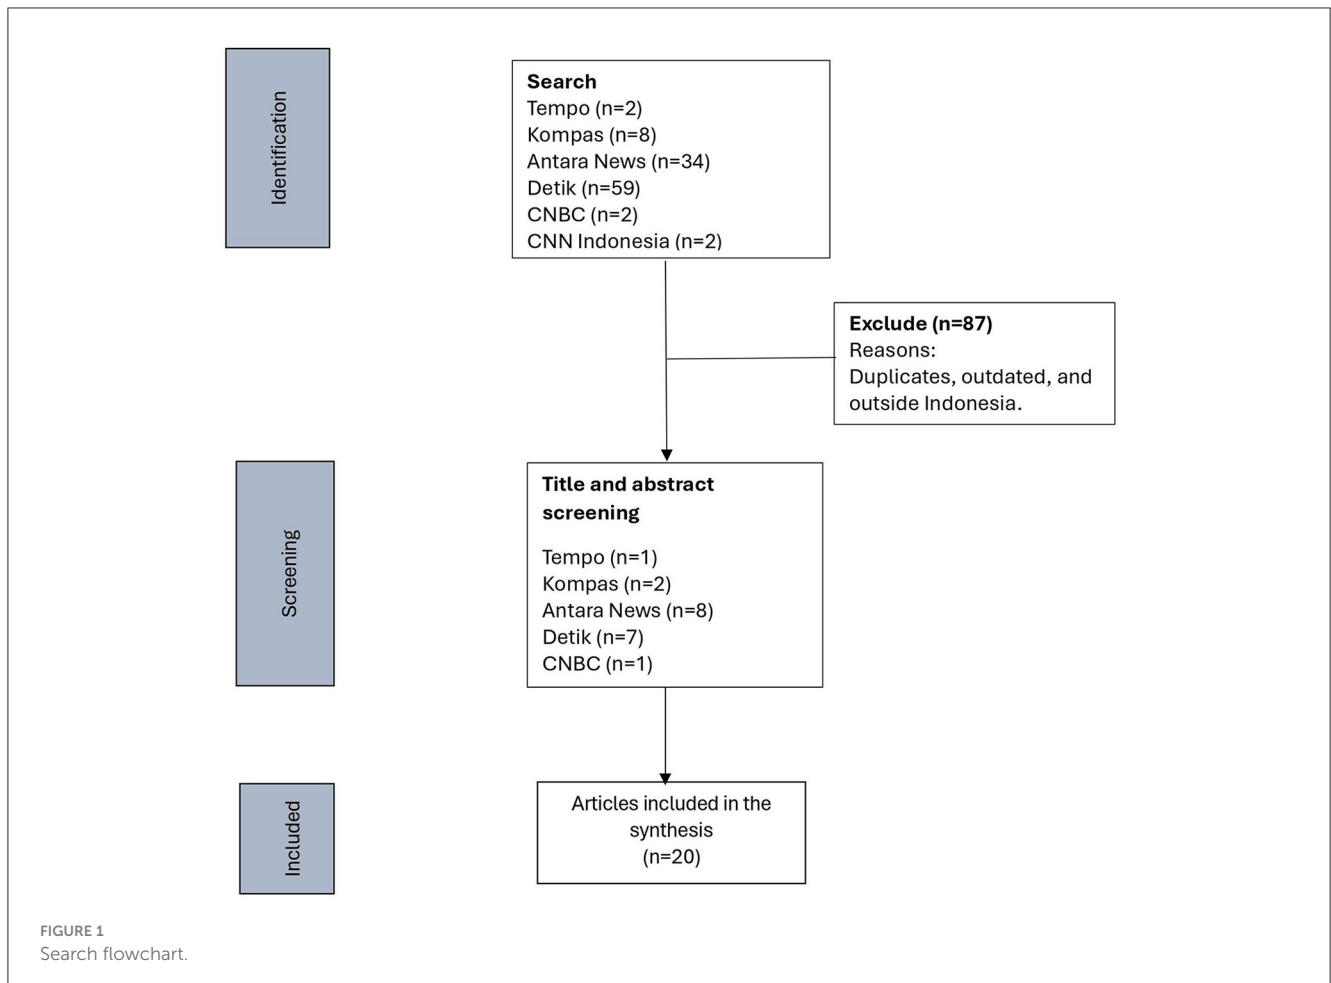 Identification
Search
Tempo (n=2)
Kompas (n=8)
Antara News (n=34)
Detik (n=59)
CNBC (n=2)
CNN Indonesia (n=2)
Exclude (n=87)
Reasons:
Duplicates, outdated, and
outside Indonesia.
Screening
Title and abstract
screening
Tempo (n=1)
Kompas (n=2)
Antara News (n=8)
Detik (n=7)
CNBC (n=1)
Included
Articles included in the
synthesis
(n=20)
FIGURE 1
Search flowchart.